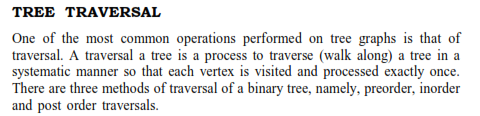 TREE TRAVERSAL
One of the most common operations performed on tree graphs is that of
traversal. A traversal a tree is a process to traverse (walk along) a tree in a
systematic manner so that each vertex is visited and processed exactly once.
There are three methods of traversal of a binary tree, namely, preorder, inorder
and post order traversals.